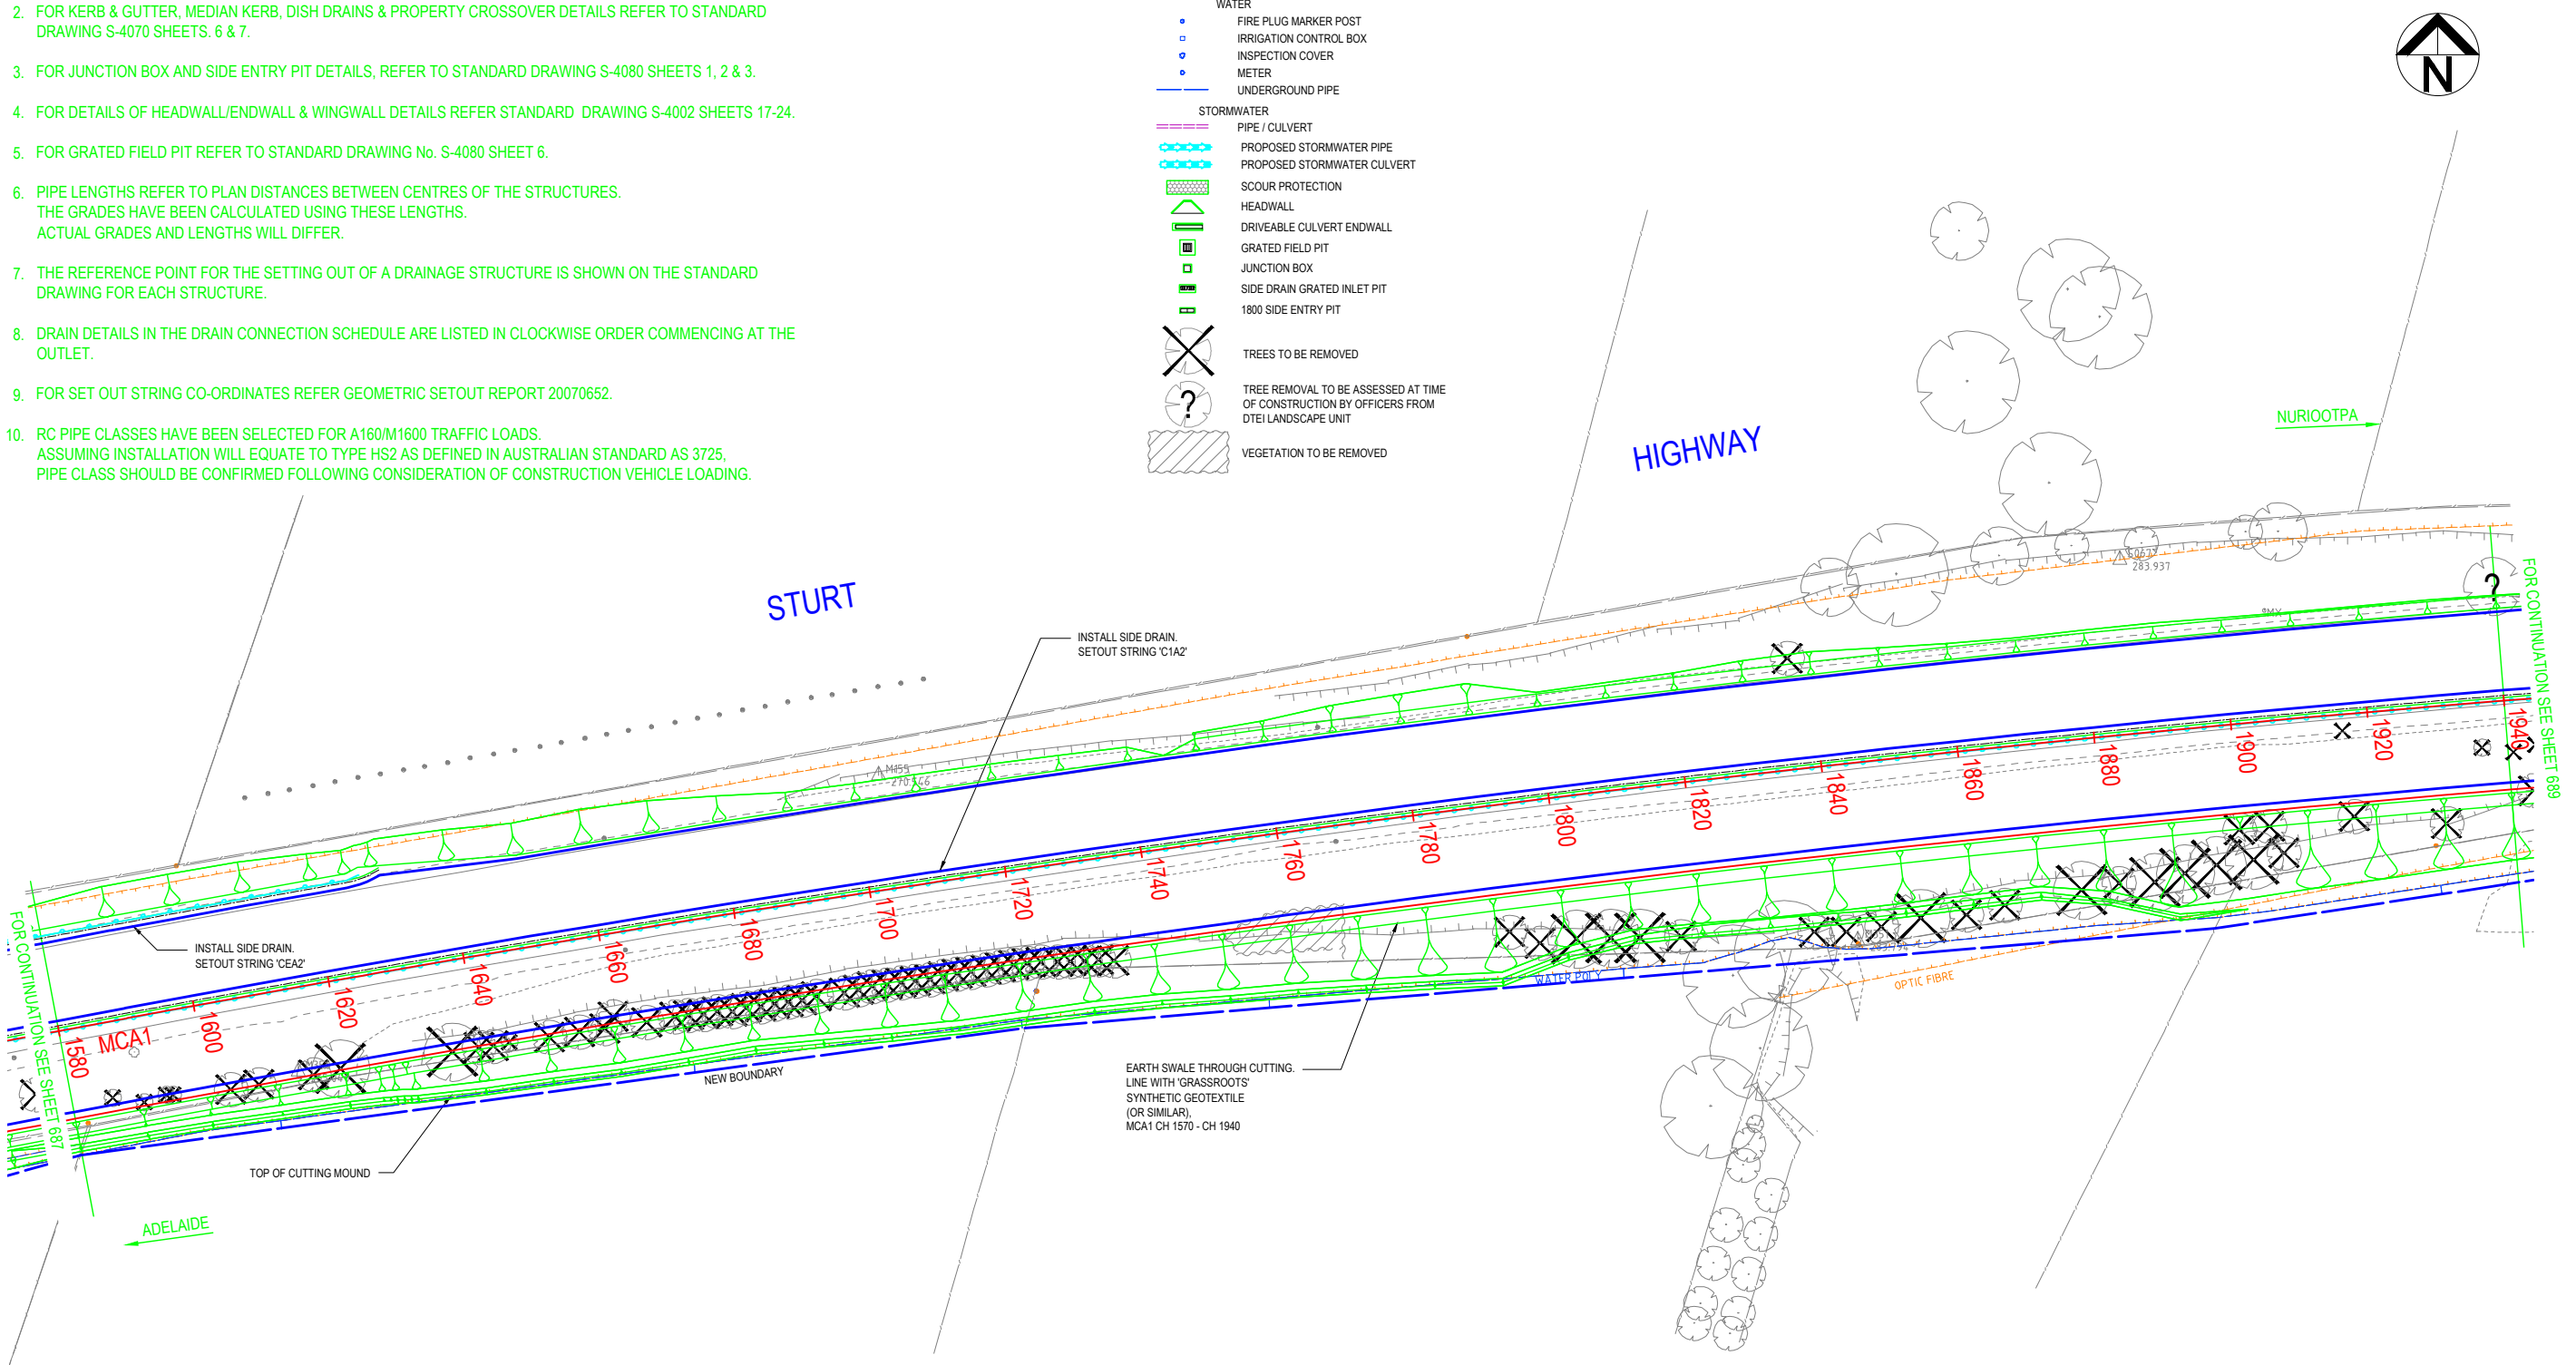 2. FOR KERB & GUTTER, MEDIAN KERB, DISH DRAINS & PROPERTY CROSSOVER DETAILS REFER TO STANDARD
DRAWING S-4070 SHEETS. 6 & 7.
3. FOR JUNCTION BOX AND SIDE ENTRY PIT DETAILS, REFER TO STANDARD DRAWING S-4080 SHEETS 1, 2 & 3.
4. FOR DETAILS OF HEADWALL/ENDWALL & WINGWALL DETAILS REFER STANDARD DRAWING S-4002 SHEETS 17-24.
5. FOR GRATED FIELD PIT REFER TO STANDARD DRAWING No. S-4080 SHEET 6.
6. PIPE LENGTHS REFER TO PLAN DISTANCES BETWEEN CENTRES OF THE STRUCTURES.
THE GRADES HAVE BEEN CALCULATED USING THESE LENGTHS.
ACTUAL GRADES AND LENGTHS WILL DIFFER.
7. THE REFERENCE POINT FOR THE SETTING OUT OF A DRAINAGE STRUCTURE IS SHOWN ON THE STANDARD
DRAWING FOR EACH STRUCTURE.
8. DRAIN DETAILS IN THE DRAIN CONNECTION SCHEDULE ARE LISTED IN CLOCKWISE ORDER COMMENCING AT THE
OUTLET.
9. FOR SET OUT STRING CO-ORDINATES REFER GEOMETRIC SETOUT REPORT 20070652.
10. RC PIPE CLASSES HAVE BEEN SELECTED FOR A160/M1600 TRAFFIC LOADS.
ASSUMING INSTALLATION WILL EQUATE TO TYPE HS2 AS DEFINED IN AUSTRALIAN STANDARD AS 3725,
PIPE CLASS SHOULD BE CONFIRMED FOLLOWING CONSIDERATION OF CONSTRUCTION VEHICLE LOADING.
WATER
FIRE PLUG MARKER POST
IRRIGATION CONTROL BOX
INSPECTION COVER
METER
UNDERGROUND PIPE
STORMWATER
PIPE / CULVERT
PROPOSED STORMWATER PIPE
PROPOSED STORMWATER CULVERT
SCOUR PROTECTION
HEADWALL
DRIVEABLE CULVERT ENDWALL
GRATED FIELD PIT
JUNCTION BOX
SIDE DRAIN GRATED INLET PIT
1800 SIDE ENTRY PIT
TREES TO BE REMOVED
?
TREE REMOVAL TO BE ASSESSED AT TIME
OF CONSTRUCTION BY OFFICERS FROM
DTEI LANDSCAPE UNIT
VEGETATION TO BE REMOVED
N
NURIOOTPA
HIGHWAY
STURT
283.937
?
FOR CONTINUATION SEE SHEET 689
INSTALL SIDE DRAIN.
SETOUT STRING 'C1A2'
M155
INSTALL SIDE DRAIN.
SETOUT STRING 'CEA2'
FOR CONTINUATION SEE SHEET 687
MCA1
1580
1600
1620
1640
1660
1680
1700
1720
1740
1760
1780
1800
1820
1840
1860
1880
1900
1920
1940
WATER POLY
OPTIC FIBRE
NEW BOUNDARY
EARTH SWALE THROUGH CUTTING.
LINE WITH 'GRASSROOTS'
SYNTHETIC GEOTEXTILE
(OR SIMILAR),
MCA1 CH 1570 - CH 1940
TOP OF CUTTING MOUND
ADELAIDE